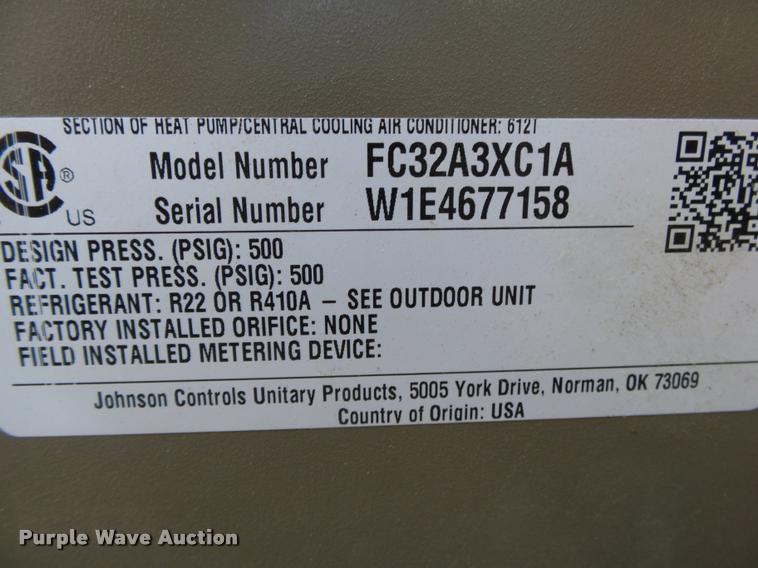 SECTION OF HEAT PUMP/CENTRAL COOLING AIR CONDITIONER: 6121
Model Number FC32A3XC1A
Serial Number W1E4677158
SA ®
US
DESIGN PRESS. (PSIG): 500
FACT. TEST PRESS. (PSIG): 500
REFRIGERANT: R22 OR R410A – SEE OUTDOOR UNIT
FACTORY INSTALLED ORIFICE: NONE
FIELD INSTALLED METERING DEVICE:
Johnson Controls Unitary Products, 5005 York Drive, Norman, OK 73069
Country of Origin: USA
Purple Wave Auction